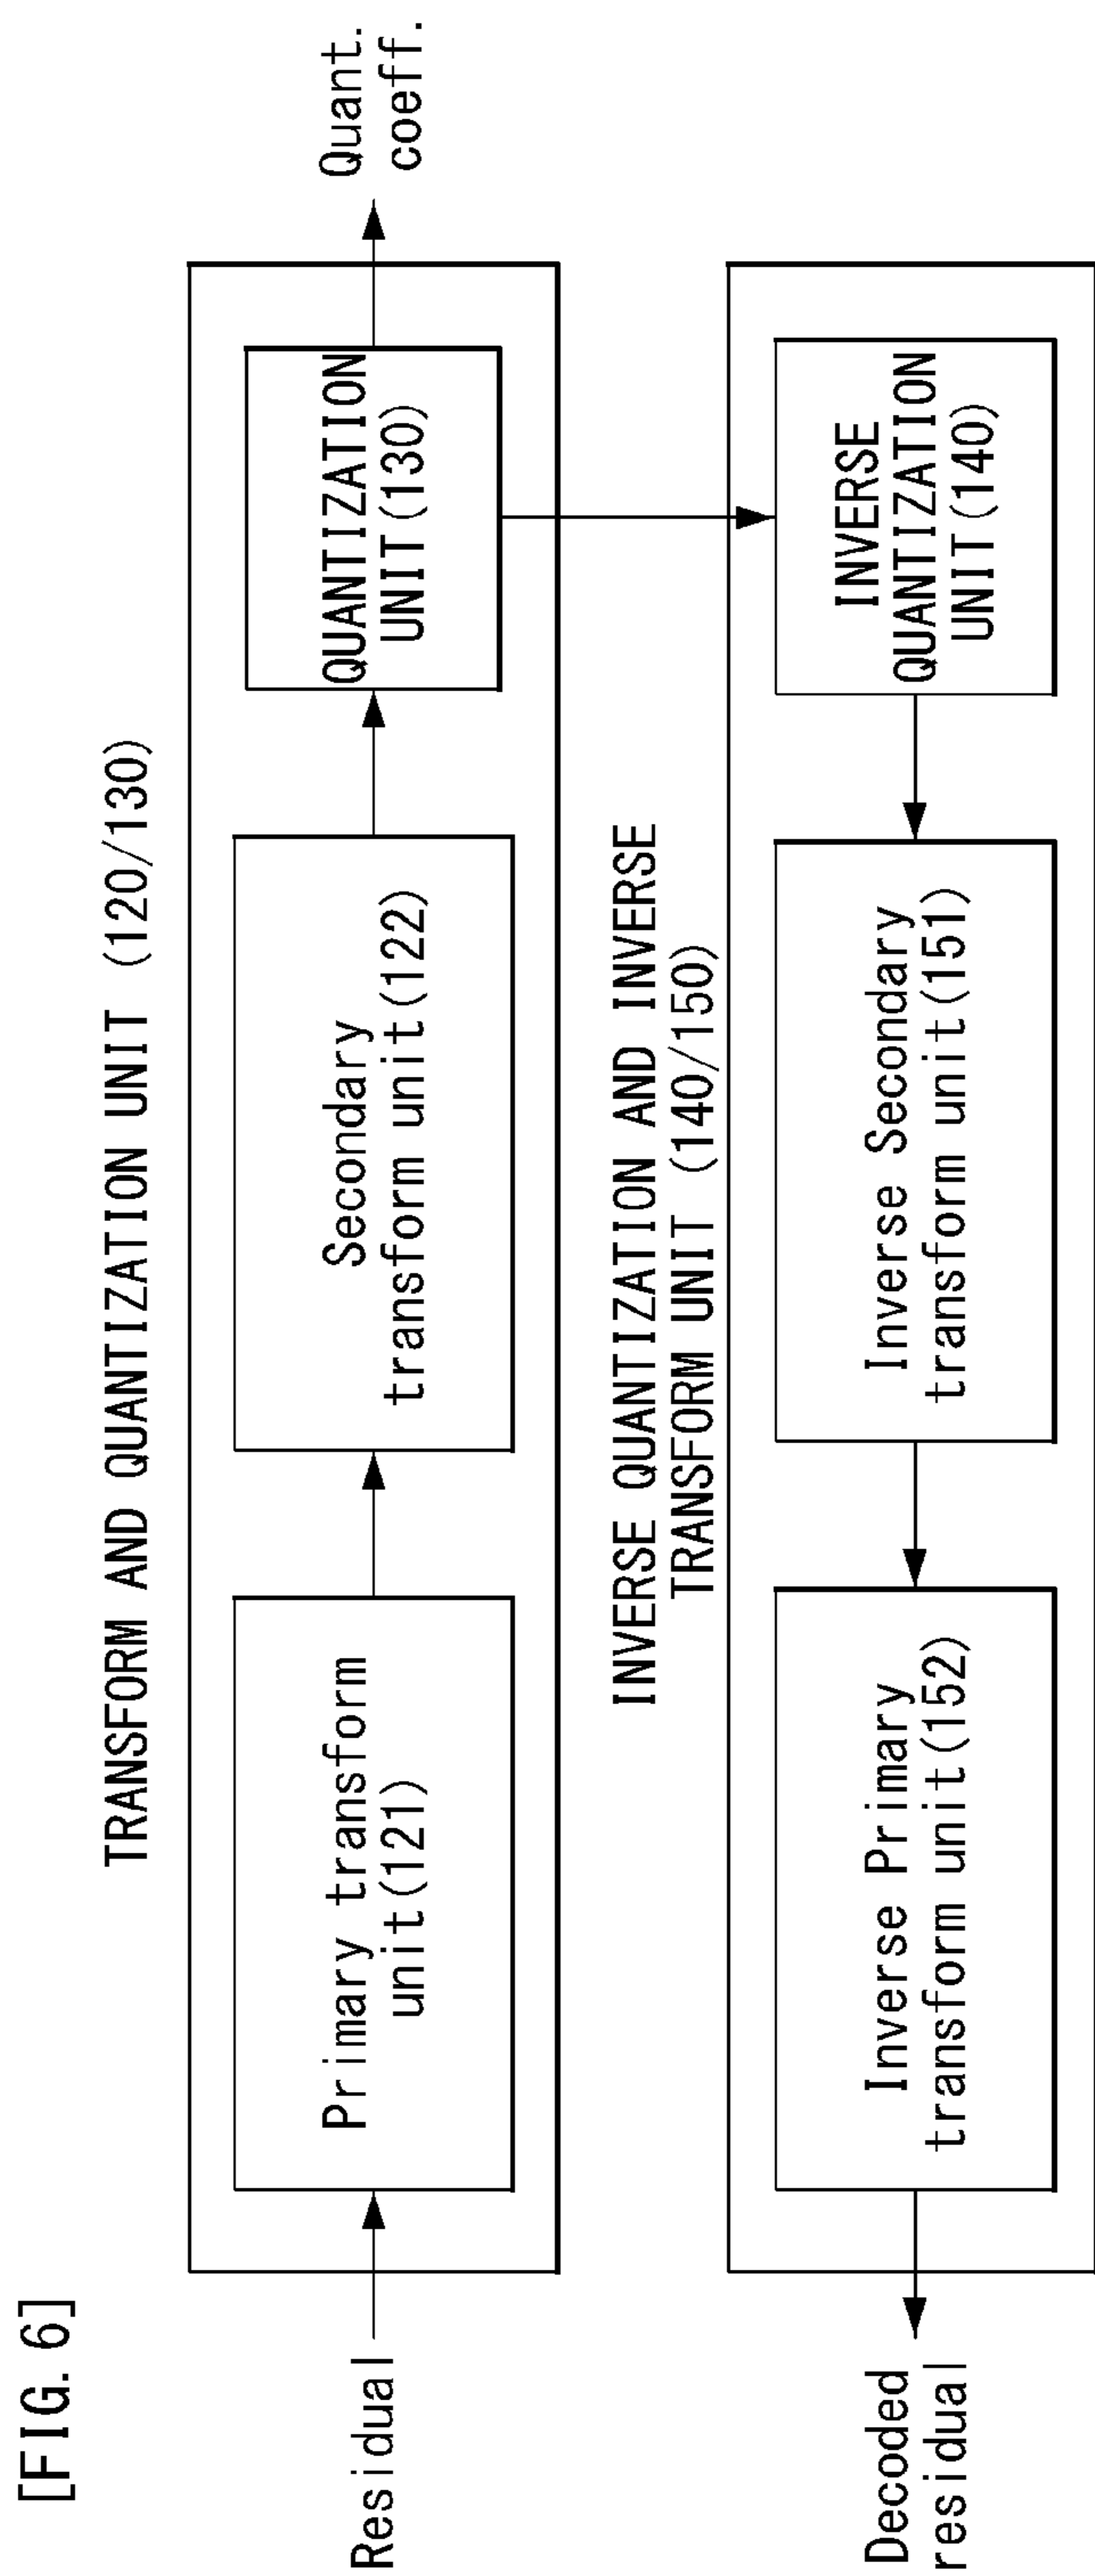 [FIG. 6]
TRANSFORM AND QUANTIZATION UNIT (120/130)
Residual
Primary transform
unit(121)
Secondary
transform unit(122)
QUANTIZATION
UNIT(130)
Quant.
coeff.
INVERSE QUANTIZATION AND INVERSE
TRANSFORM UNIT (140/150)
Decoded
residual
Inverse Primary
transform unit(152)
Inverse Secondary
transform unit(151)
INVERSE
QUANTIZATION
UNIT(140)